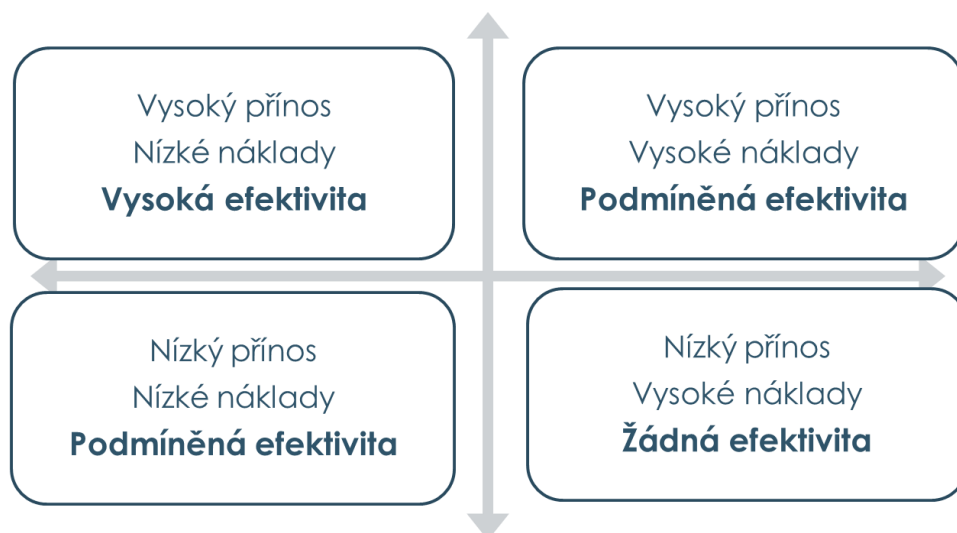 Vysoký přínos
Nízké náklady
Vysoká efektivita
Vysoký přínos
Vysoké náklady
Podmíněná efektivita
Nízký přínos
Nízké náklady
Podmíněná efektivita
Nízký přínos
Vysoké náklady
Žádná efektivita